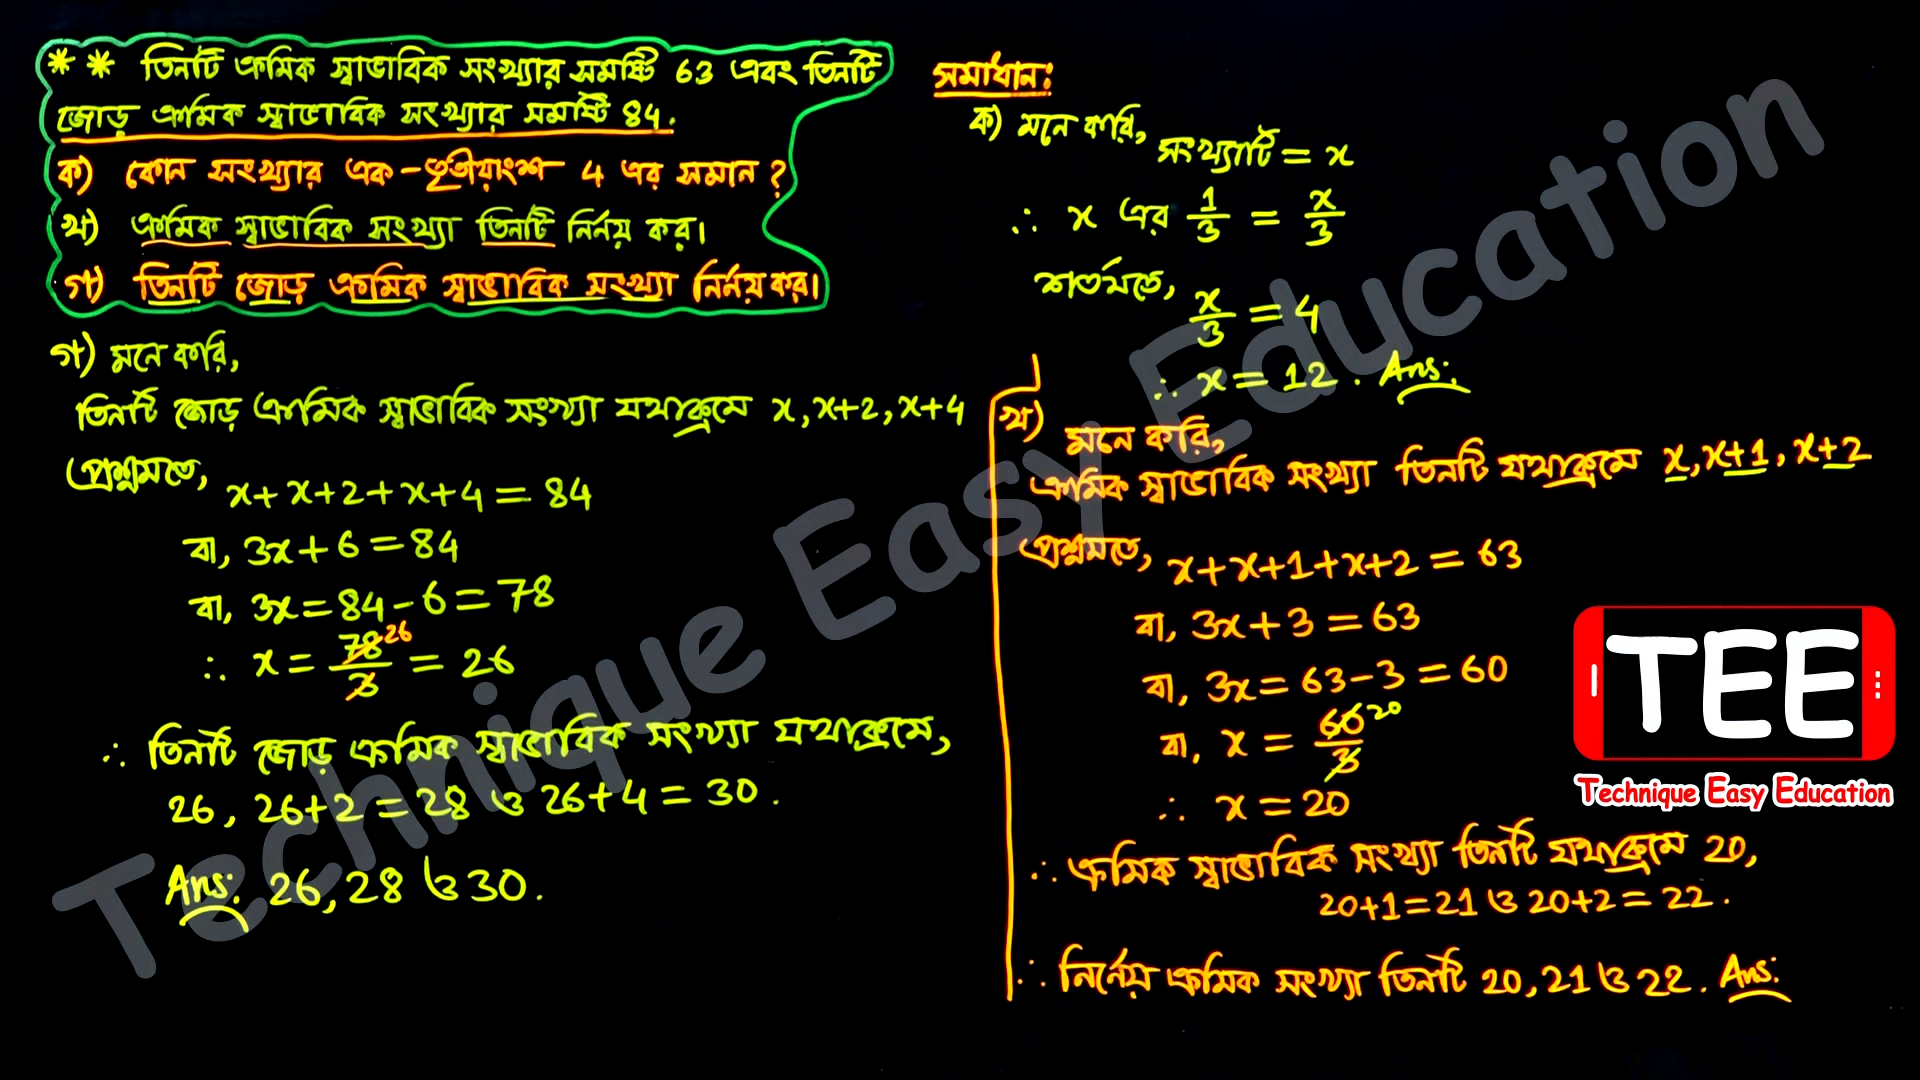 ** তিনটি ক্রমিক স্বাভাবিক সংখ্যার সমষ্টি 63 এবং তিনটি
জোড় ক্রমিক স্বাভাবিক সংখ্যার সমষ্টি 84.
ক) কোন সংখ্যার এক-তৃতীয়াংশ 4 এর সমান?
খ) ক্রমিক স্বাভাবিক সংখ্যা তিনটি নির্নয় কর।
গ) তিনটি জোড় ক্রমিক স্বাভাবিক সংখ্যা নির্নয় কর।
সমাধান:
ক) মনে করি,
সংখ্যাটি = x
∴ x এর 1/3 = x/3
শর্তমতে,
x/3 = 4
∴ x = 12. Ans:
খ)
মনে করি,
ক্রমিক স্বাভাবিক সংখ্যা তিনটি যথাক্রমে x, x+1, x+2
প্রশ্নমতে, x+x+1+x+2 = 63
বা, 3x+3 = 63
বা, 3x = 63-3 = 60
বা, x = 60/3 20
∴ x = 20
∴ ক্রমিক স্বাভাবিক সংখ্যা তিনটি যথাক্রমে 20,
20+1 = 21 ও 20+2 = 22.
∴ নির্নেয় ক্রমিক সংখ্যা তিনটি 20, 21 ও 22. Ans:
গ) মনে করি,
তিনটি জোড় ক্রমিক স্বাভাবিক সংখ্যা যথাক্রমে x, x+2, x+4
প্রশ্নমতে, x+x+2+x+4 = 84
বা, 3x+6 = 84
বা, 3x = 84-6 = 78
∴ x = 78/3 26 = 26
∴ তিনটি জোড় ক্রমিক স্বাভাবিক সংখ্যা যথাক্রমে,
26, 26+2 = 28 ও 26+4 = 30.
Ans: 26, 28 ও 30.
TEE
Technique Easy Education
Technique Easy Education